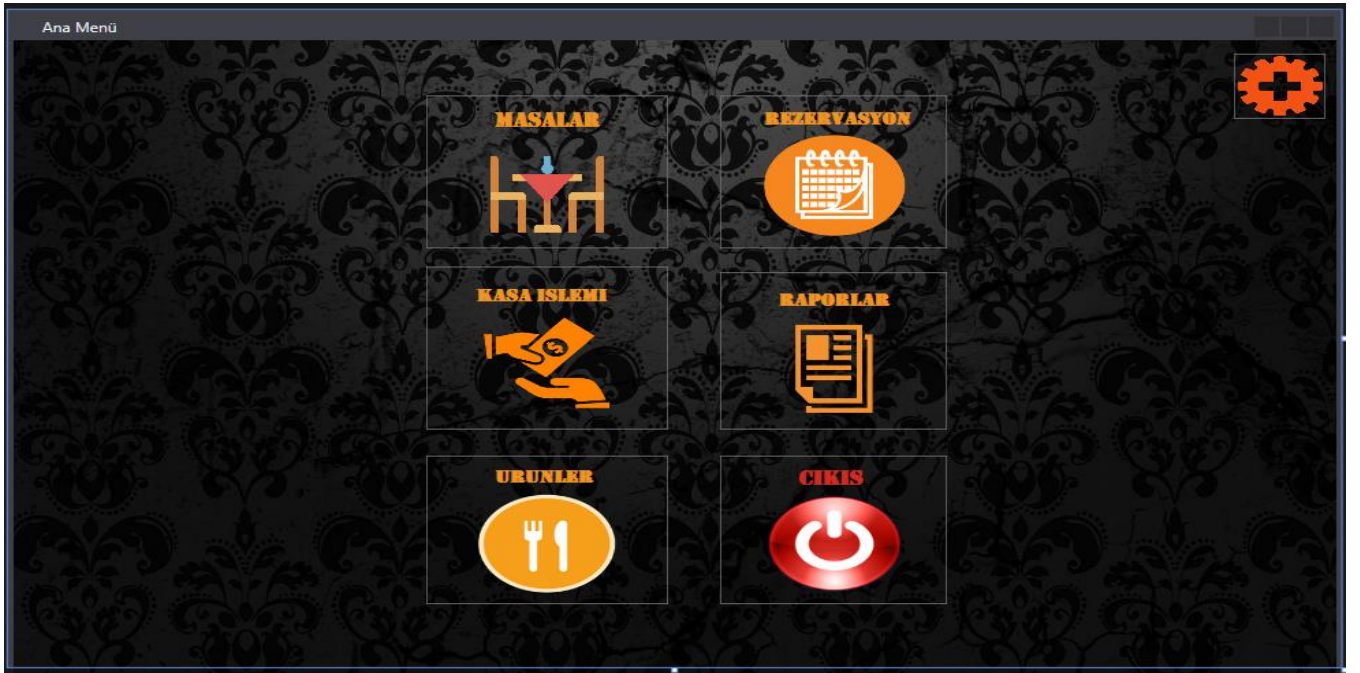 Ana Menü
MASALAR
REZERVASYON
KASA ISLEMI
RAPORLAR
URUNLER
CIKIS